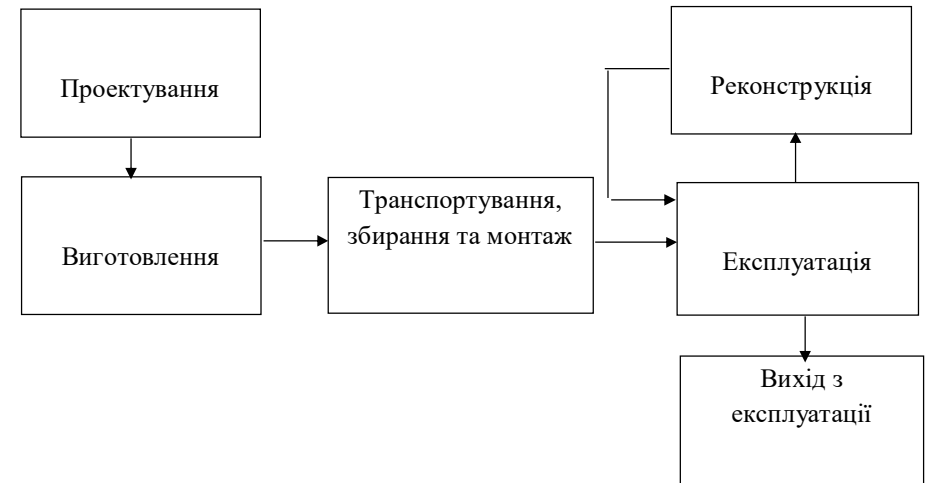 Проектування
Реконструкція
Виготовлення
Транспортування,
збирання та монтаж
Експлуатація
Вихід з
експлуатації